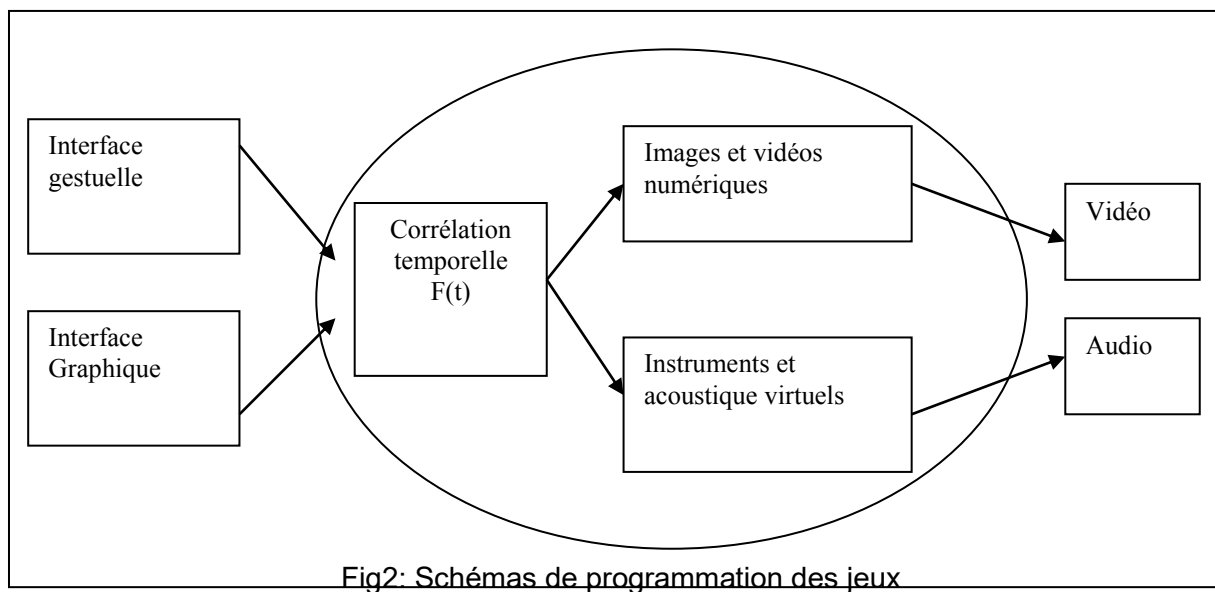 Interface
gestuelle
Interface
Graphique
Corrélation
temporelle
F(t)
Images et vidéos
numériques
Instruments et
acoustique virtuels
Vidéo
Audio
Fig2: Schémas de programmation des jeux